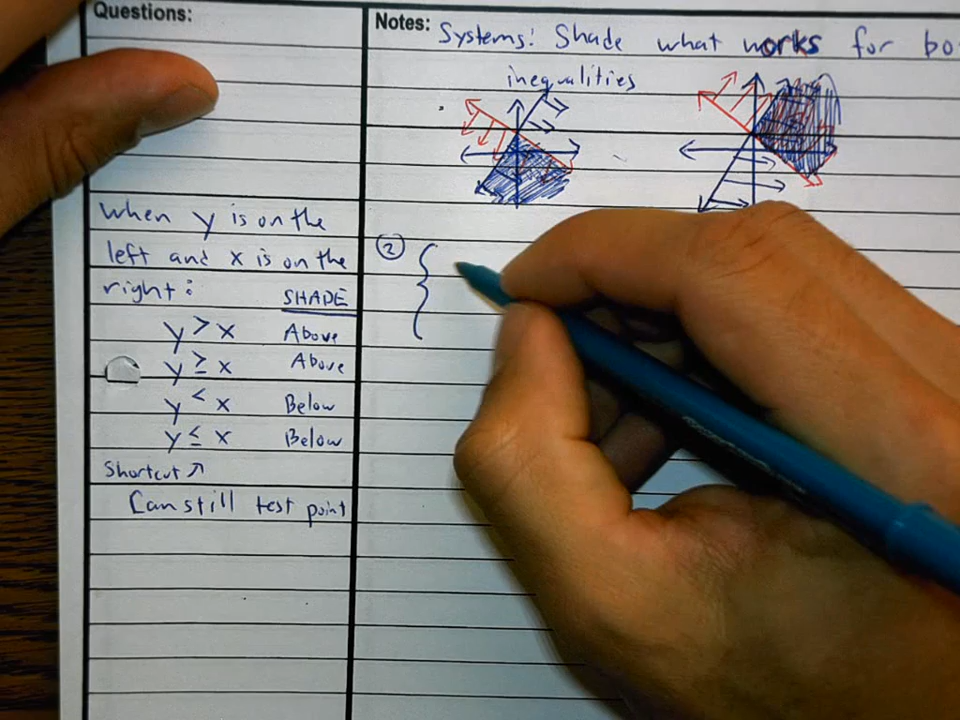 Questions:
Notes: Systems: Shade what works for bo
inequalities
when y is on the
left and x is on the
right: SHADE
y > x Above
y ≥ x Above
y < x Below
y ≤ x Below
Shortcut ↗
Can still test point
② {